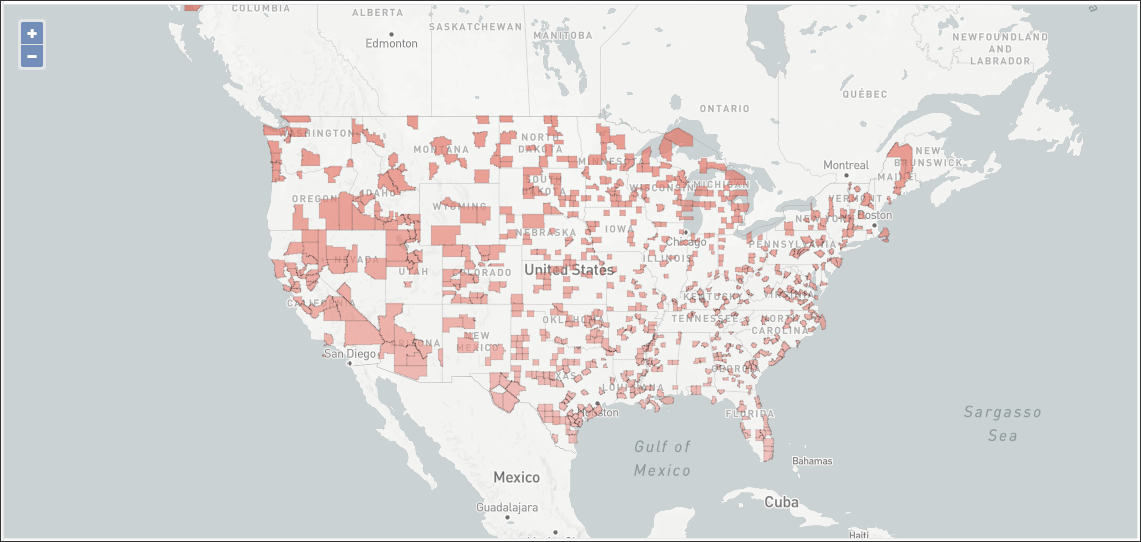 COLUMBIA
ALBERTA
SASKATCHEWAN
MANITOBA
Edmonton
NEWFOUNDLAND
AND
LABRADOR
+
−
QUÉBEC
ONTARIO
WASHINGTON
MONTANA
NORTH
DAKOTA
MINNESOTA
Montreal
NEW
BRUNSWICK
MAINE
OREGON
IDAHO
SOUTH
DAKOTA
WISCONSIN
MICHIGAN
VERMONT
WYOMING
NEW YORK
Boston
NEBRASKA
IOWA
Chicago
PENNSYLVANIA
NEVADA
UTAH
COLORADO
United States
ILLINOIS
CALIFORNIA
KENTUCKY
VIRGINIA
OKLAHOMA
TENNESSEE
NORTH
CAROLINA
ARIZONA
NEW
MEXICO
San Diego
TEXAS
GEORGIA
LOUISIANA
Houston
FLORIDA
Sargasso
Sea
Gulf of
Mexico
Bahamas
Mexico
Cuba
Guadalajara
Haiti